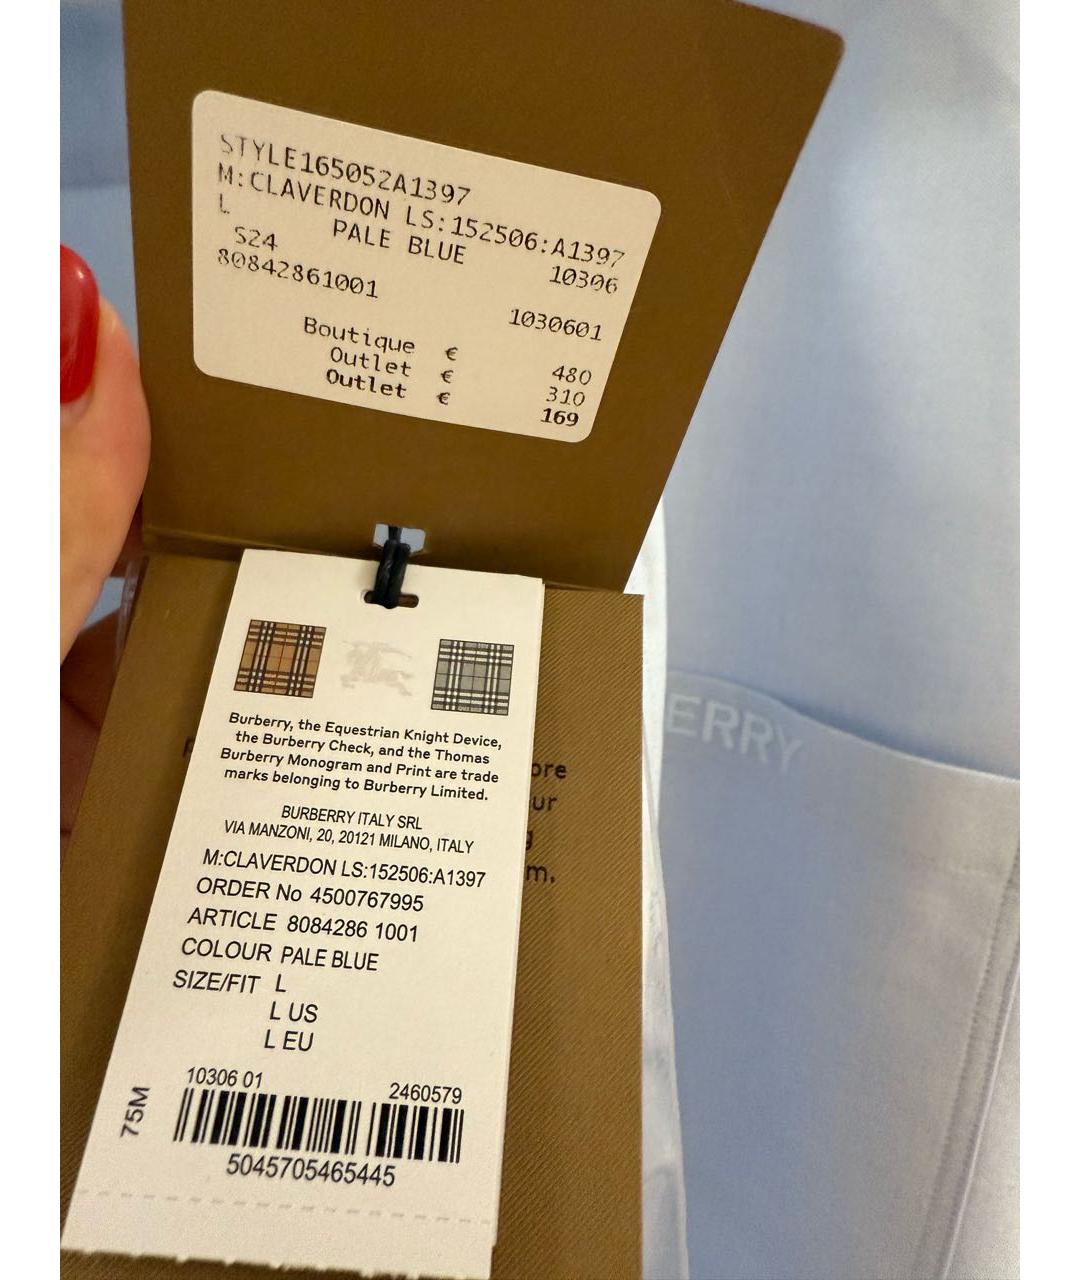 STYLE165052A1397
M:CLAVERDON LS:152506:A1397
L PALE BLUE 10306
S24
80842861001 1030601
Boutique € 480
Outlet € 310
Outlet € 169
Burberry, the Equestrian Knight Device,
the Burberry Check, and the Thomas
Burberry Monogram and Print are trade
marks belonging to Burberry Limited.
BURBERRY ITALY SRL
VIA MANZONI, 20, 20121 MILANO, ITALY
M:CLAVERDON LS:152506:A1397
ORDER No 4500767995
ARTICLE 8084286 1001
COLOUR PALE BLUE
SIZE/FIT L
L US
L EU
10306 01 2460579
75M
5045705465445
ERRY